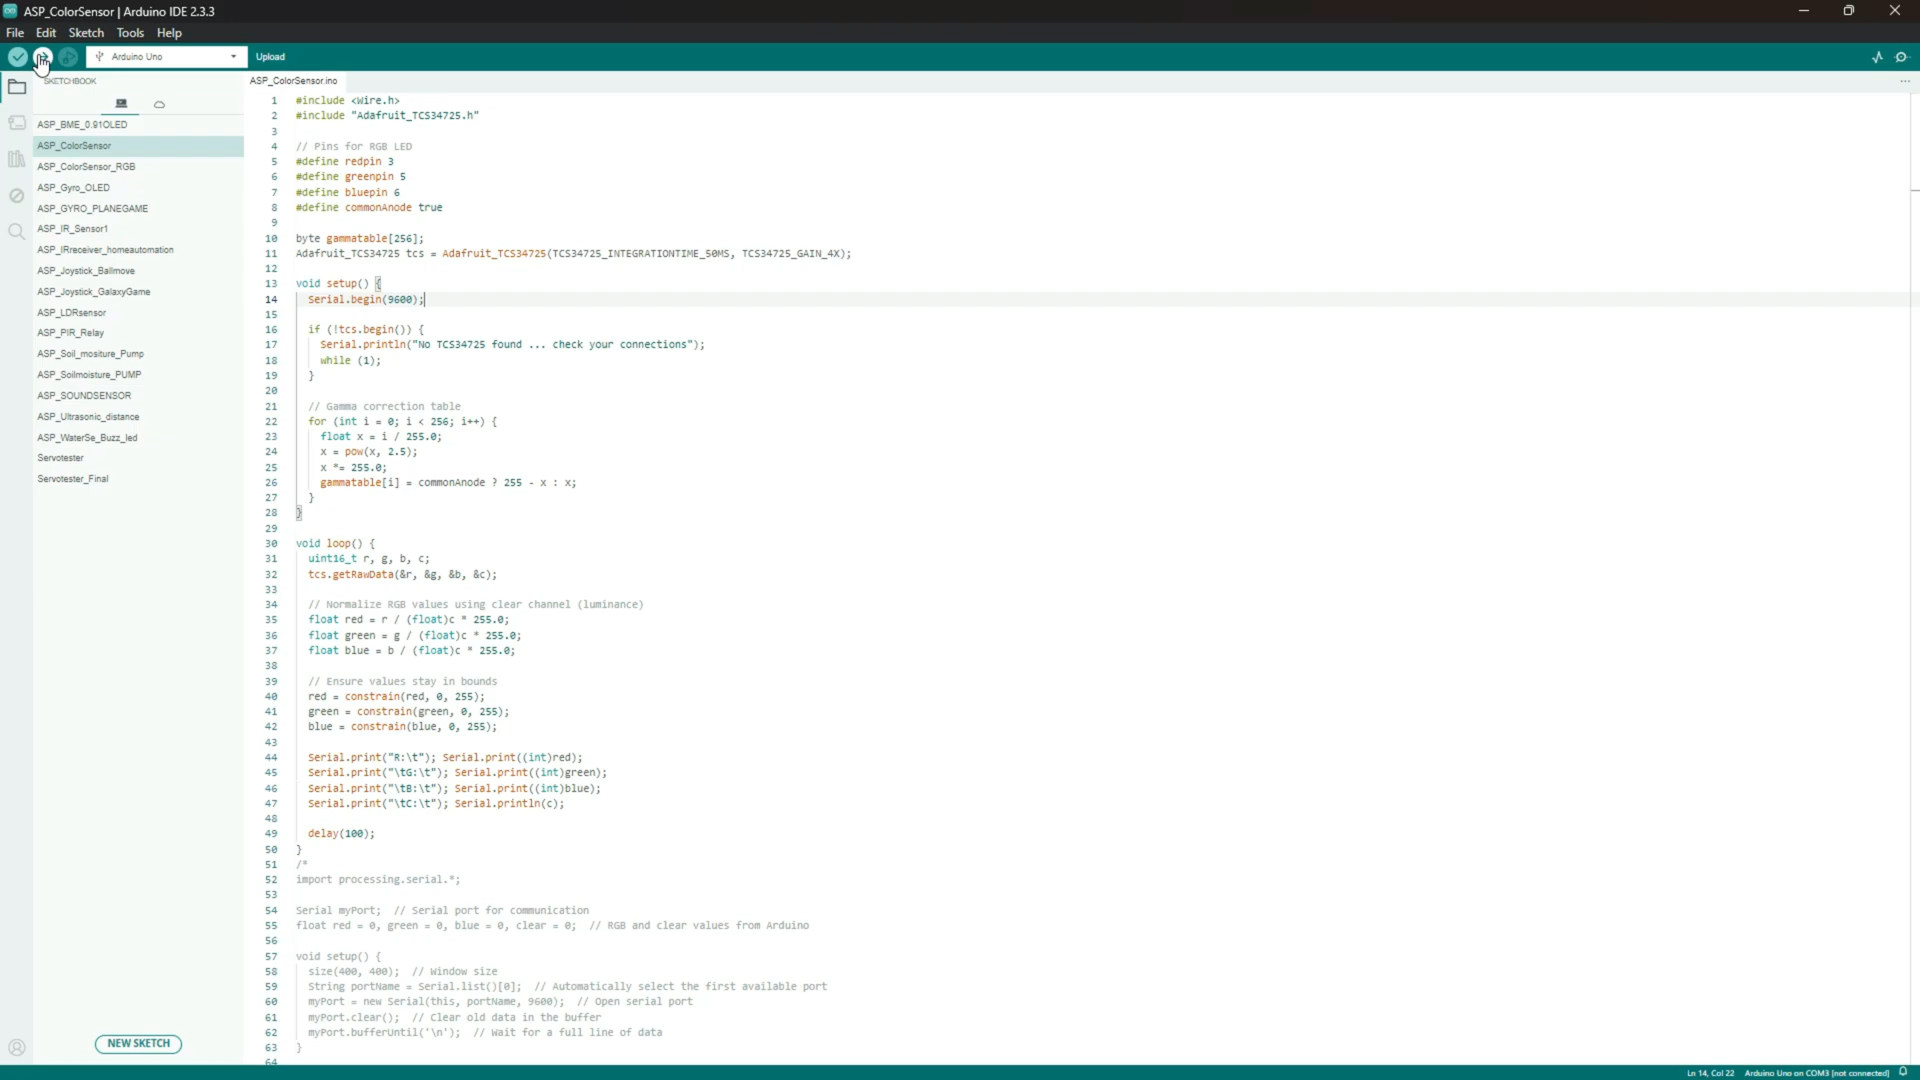 ASP_ColorSensor | Arduino IDE 2.3.3
File Edit Sketch Tools Help
Arduino Uno
Upload
SKETCHBOOK
ASP_BME_0.91OLED
ASP_ColorSensor
ASP_ColorSensor_RGB
ASP_Gyro_OLED
ASP_GYRO_PLANEGAME
ASP_IR_Sensor1
ASP_IRreceiver_homeautomation
ASP_Joystick_Ballmove
ASP_Joystick_GalaxyGame
ASP_LDRsensor
ASP_PIR_Relay
ASP_Soil_mositure_Pump
ASP_Soilmoisture_PUMP
ASP_SOUNDSENSOR
ASP_Ultrasonic_distance
ASP_WaterSe_Buzz_led
Servotester
Servotester_Final
NEW SKETCH
ASP_ColorSensor.ino
1 #include <Wire.h>
2 #include "Adafruit_TCS34725.h"
3
4 // Pins for RGB LED
5 #define redpin 3
6 #define greenpin 5
7 #define bluepin 6
8 #define commonAnode true
9
10 byte gammatable[256];
11 Adafruit_TCS34725 tcs = Adafruit_TCS34725(TCS34725_INTEGRATIONTIME_50MS, TCS34725_GAIN_4X);
12
13 void setup() {
14 Serial.begin(9600);
15
16 if (!tcs.begin()) {
17 Serial.println("No TCS34725 found ... check your connections");
18 while (1);
19 }
20
21 // Gamma correction table
22 for (int i = 0; i < 256; i++) {
23 float x = i / 255.0;
24 x = pow(x, 2.5);
25 x *= 255.0;
26 gammatable[i] = commonAnode ? 255 - x : x;
27 }
28 }
29
30 void loop() {
31 uint16_t r, g, b, c;
32 tcs.getRawData(&r, &g, &b, &c);
33
34 // Normalize RGB values using clear channel (luminance)
35 float red = r / (float)c * 255.0;
36 float green = g / (float)c * 255.0;
37 float blue = b / (float)c * 255.0;
38
39 // Ensure values stay in bounds
40 red = constrain(red, 0, 255);
41 green = constrain(green, 0, 255);
42 blue = constrain(blue, 0, 255);
43
44 Serial.print("R:\t"); Serial.print((int)red);
45 Serial.print("\tG:\t"); Serial.print((int)green);
46 Serial.print("\tB:\t"); Serial.print((int)blue);
47 Serial.print("\tC:\t"); Serial.println(c);
48
49 delay(100);
50 }
51 /*
52 import processing.serial.*;
53
54 Serial myPort; // Serial port for communication
55 float red = 0, green = 0, blue = 0, clear = 0; // RGB and clear values from Arduino
56
57 void setup() {
58 size(400, 400); // Window size
59 String portName = Serial.list()[0]; // Automatically select the first available port
60 myPort = new Serial(this, portName, 9600); // Open serial port
61 myPort.clear(); // Clear old data in the buffer
62 myPort.bufferUntil('\n'); // Wait for a full line of data
63 }
64
Ln 14, Col 22 Arduino Uno on COM3 [not connected]